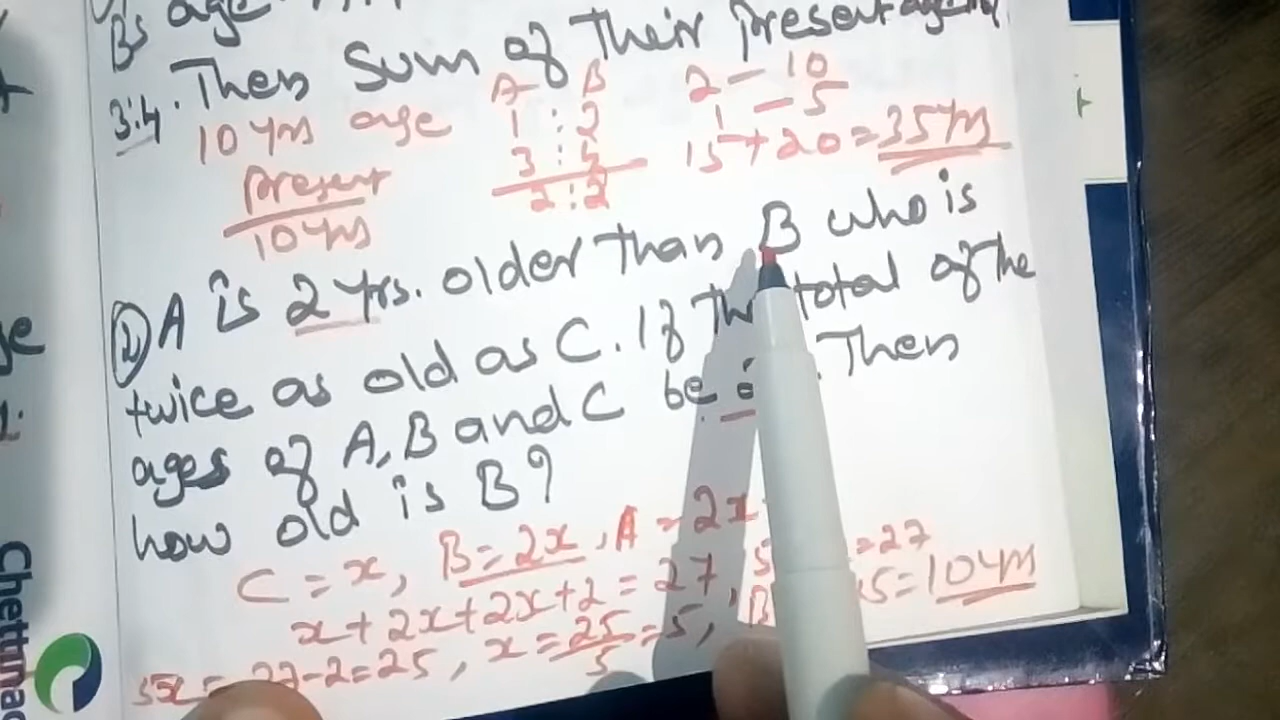 B's age
Then Sum of Their present
3:4.
10 yrs age
Present
10 yrs
A B
1 : 2
3 :
2 : 2
2 — 10
1 — 5
15 + 20 = 35 yrs
② A is 2 yrs. older Than B who is
twice as old as C. If The total of The
ages of A, B and C be Then
how old is B?
C = x, B = 2x, A = 2x
x + 2x + 2x + 2 = 27, 5 = 27
5x = 27 - 2 = 25, x = 25/5 = 5, B 5 = 10 yrs
Chettinad